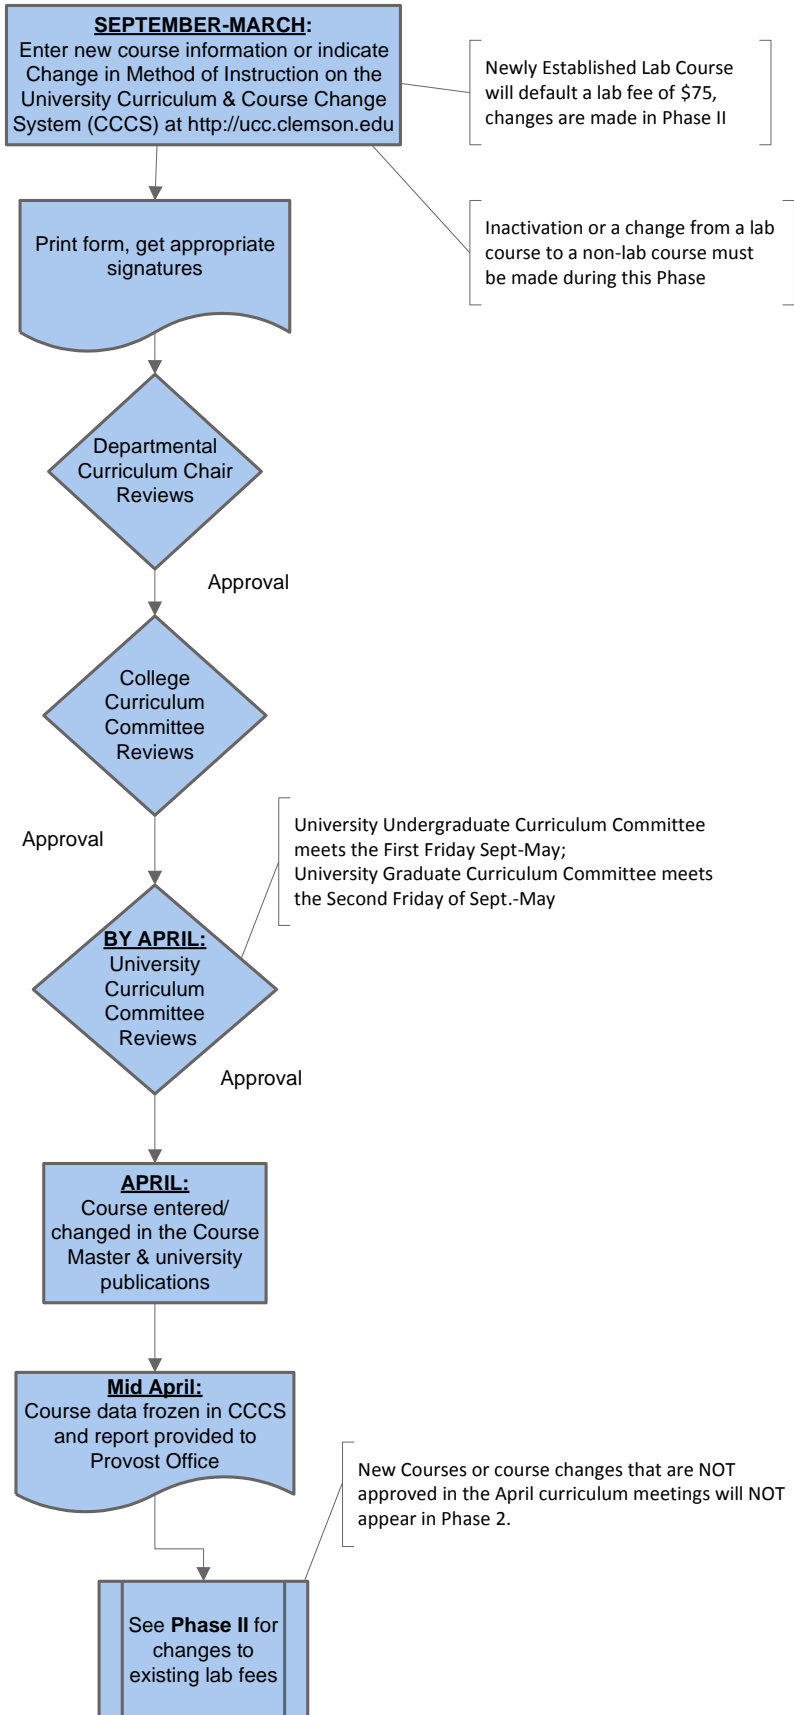 SEPTEMBER-MARCH:
Enter new course information or indicate
Change in Method of Instruction on the
University Curriculum & Course Change
System (CCCS) at http://ucc.clemson.edu
Newly Established Lab Course
will default a lab fee of $75,
changes are made in Phase II
Inactivation or a change from a lab
course to a non-lab course must
be made during this Phase
Print form, get appropriate
signatures
Departmental
Curriculum Chair
Reviews
Approval
College
Curriculum
Committee
Reviews
Approval
University Undergraduate Curriculum Committee
meets the First Friday Sept-May;
University Graduate Curriculum Committee meets
the Second Friday of Sept.-May
BY APRIL:
University
Curriculum
Committee
Reviews
Approval
APRIL:
Course entered/
changed in the Course
Master & university
publications
Mid April:
Course data frozen in CCCS
and report provided to
Provost Office
New Courses or course changes that are NOT
approved in the April curriculum meetings will NOT
appear in Phase 2.
See Phase II for
changes to
existing lab fees